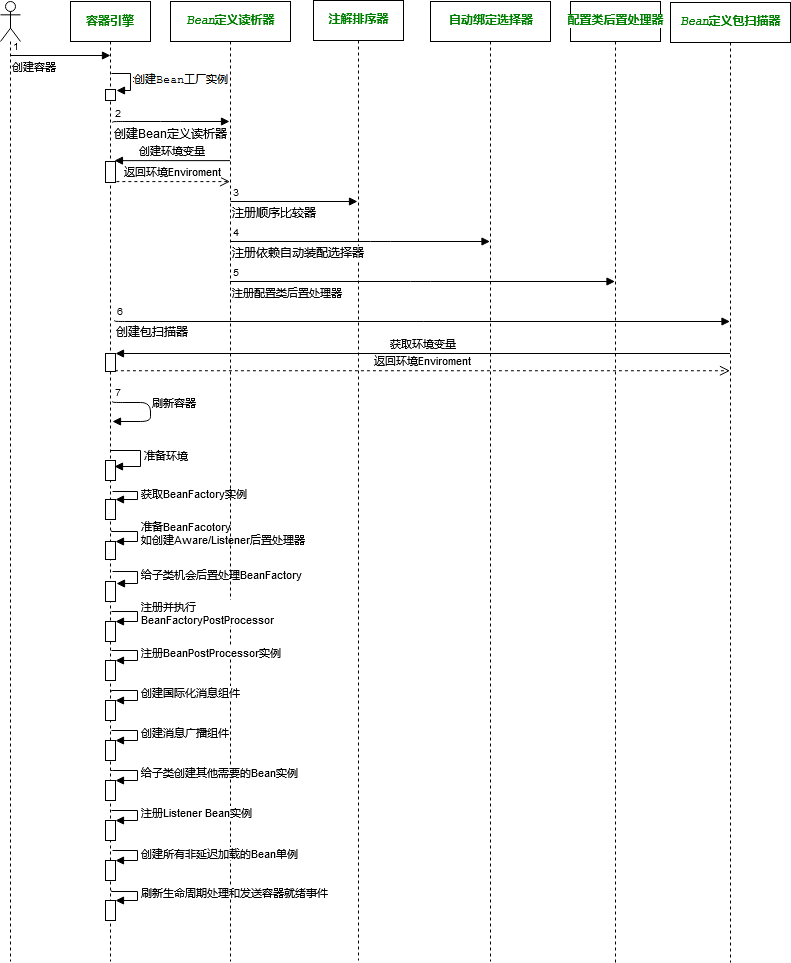 容器引擎
Bean定义读析器
注解排序器
自动绑定选择器
配置类后置处理器
Bean定义包扫描器
1
创建容器
创建Bean工厂实例
2
创建Bean定义读析器
创建环境变量
返回环境Enviroment
3
注册顺序比较器
4
注册依赖自动装配选择器
5
注册配置类后置处理器
6
创建包扫描器
获取环境变量
返回环境Enviroment
7
刷新容器
准备环境
获取BeanFactory实例
准备BeanFacotory
如创建Aware/Listener后置处理器
给子类机会后置处理BeanFactory
注册并执行
BeanFactoryPostProcessor
注册BeanPostProcessor实例
创建国际化消息组件
创建消息广播组件
给子类创建其他需要的Bean实例
注册Listener Bean实例
创建所有非延迟加载的Bean单例
刷新生命周期处理和发送容器就绪事件